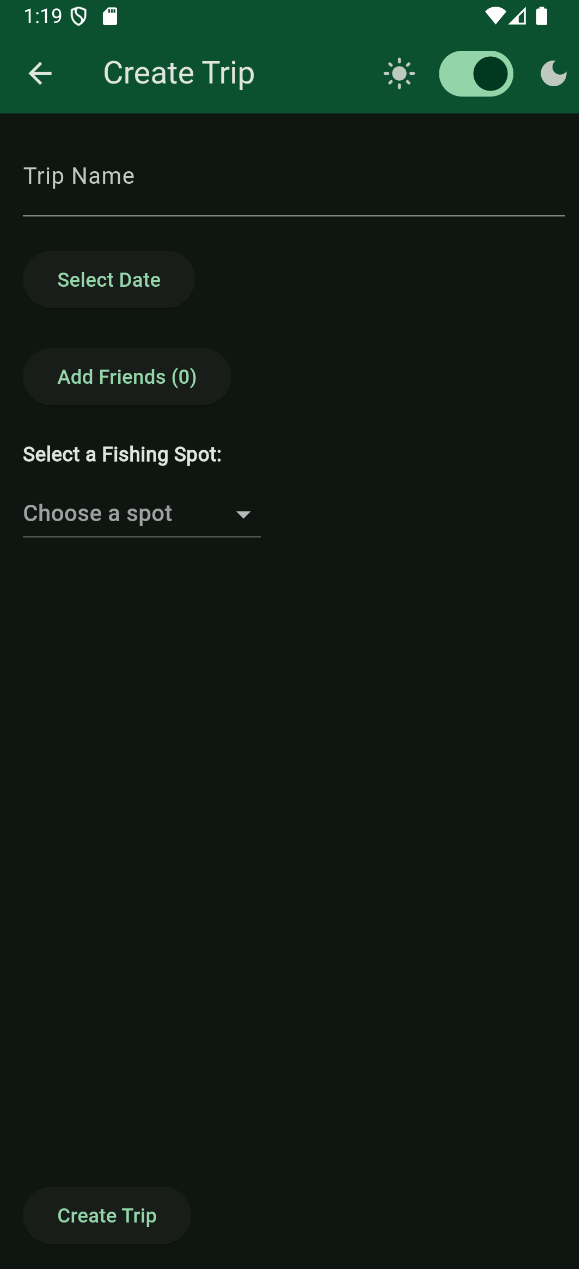 1:19
Create Trip
Trip Name
Select Date
Add Friends (0)
Select a Fishing Spot:
Choose a spot
Create Trip